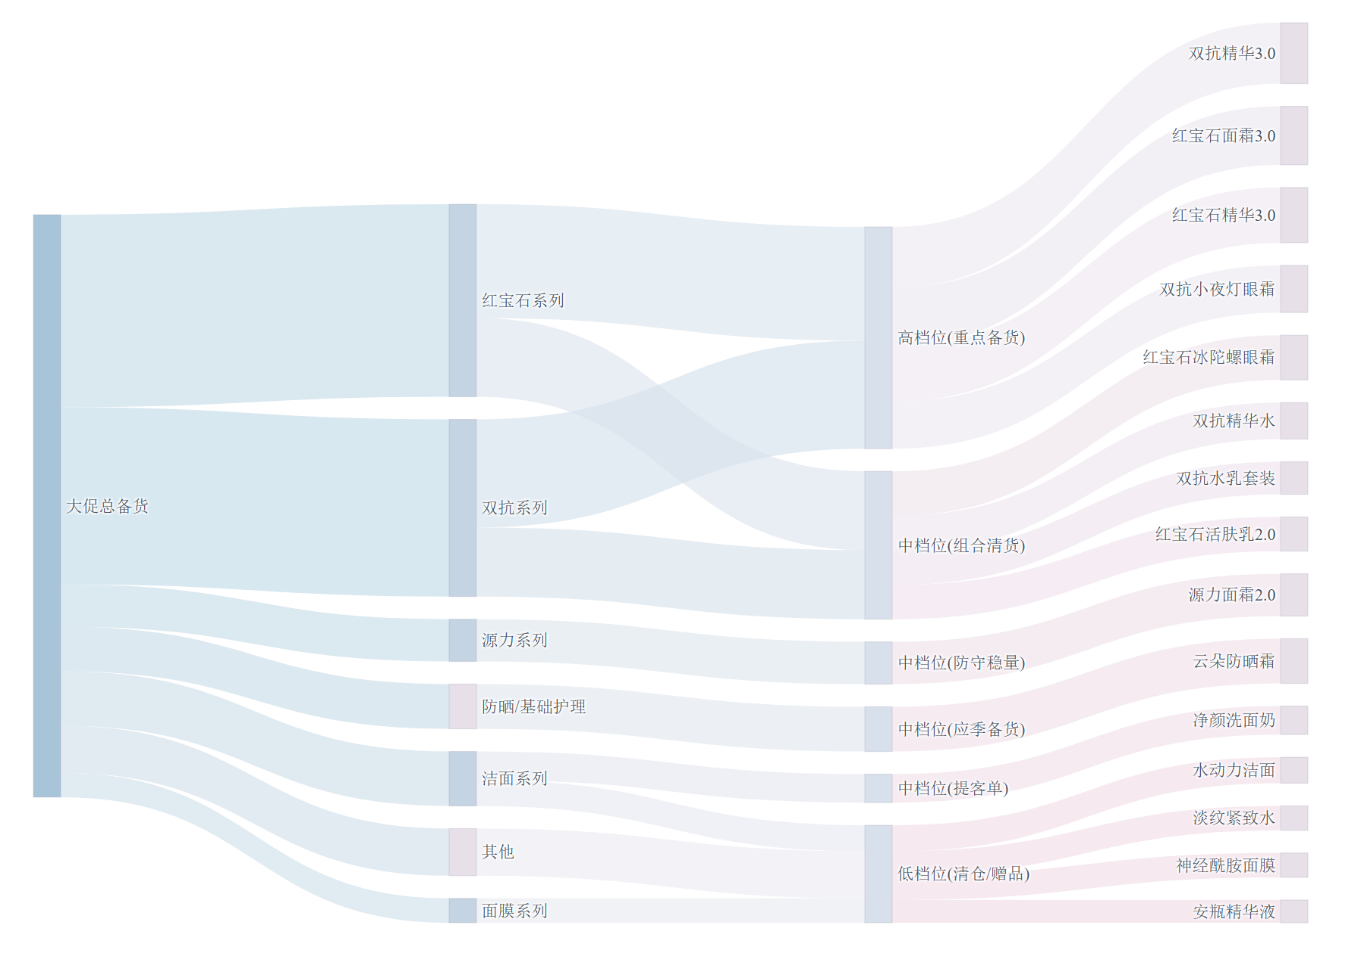 大促总备货
红宝石系列
双抗系列
源力系列
防晒/基础护理
洁面系列
其他
面膜系列
高档位(重点备货)
中档位(组合清货)
中档位(防守稳量)
中档位(应季备货)
中档位(提客单)
低档位(清仓/赠品)
双抗精华3.0
红宝石面霜3.0
红宝石精华3.0
双抗小夜灯眼霜
红宝石冰陀螺眼霜
双抗精华水
双抗水乳套装
红宝石活肤乳2.0
源力面霜2.0
云朵防晒霜
净颜洗面奶
水动力洁面
淡纹紧致水
神经酰胺面膜
安瓶精华液